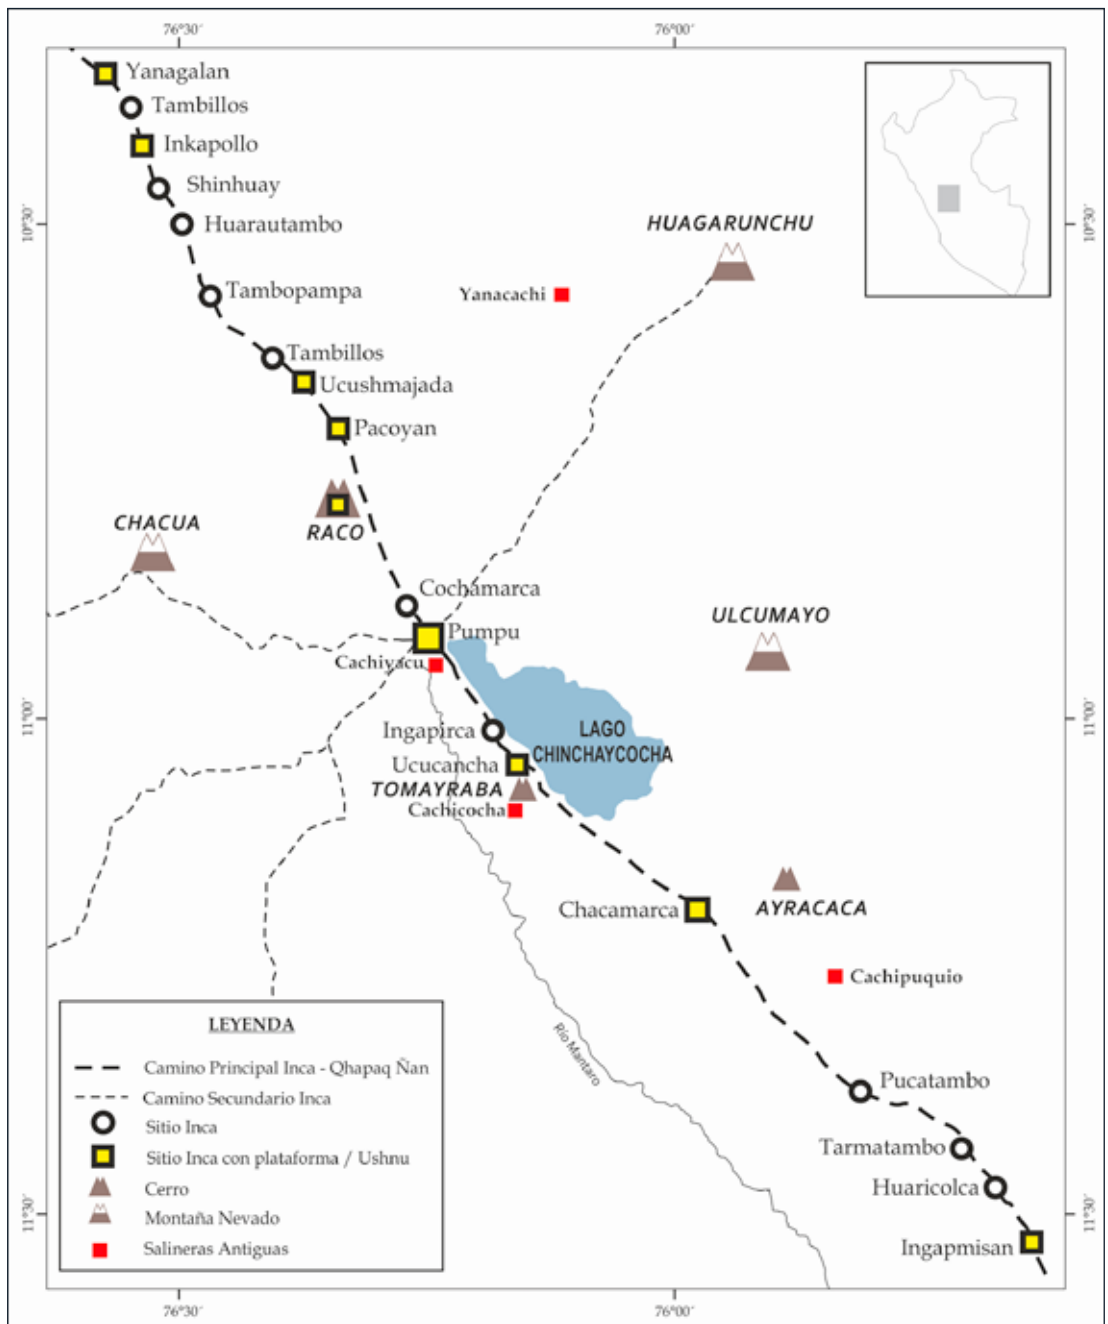 76°30´
76°00´
Yanagalan
Tambillos
Inkapollo
Shinhuay
Huarautambo
10°30´
10°30´
HUAGARUNCHU
Tambopampa
Yanacachi
Tambillos
Ucushmajada
Pacoyan
CHACUA
RACO
Cochamarca
ULCUMAYO
Pumpu
Cachiyacu
11°00´
11°00´
Ingapirca
LAGO
CHINCHAYCOCHA
Ucucancha
TOMAYRABA
Cachicocha
Chacamarca
AYRACACA
Cachipuquio
Río Mantaro
Pucatambo
Tarmatambo
Huaricolca
11°30´
11°30´
Ingapmisan
LEYENDA
Camino Principal Inca - Qhapaq Ñan
Camino Secundario Inca
Sitio Inca
Sitio Inca con plataforma / Ushnu
Cerro
Montaña Nevado
Salineras Antiguas
76°30´
76°00´